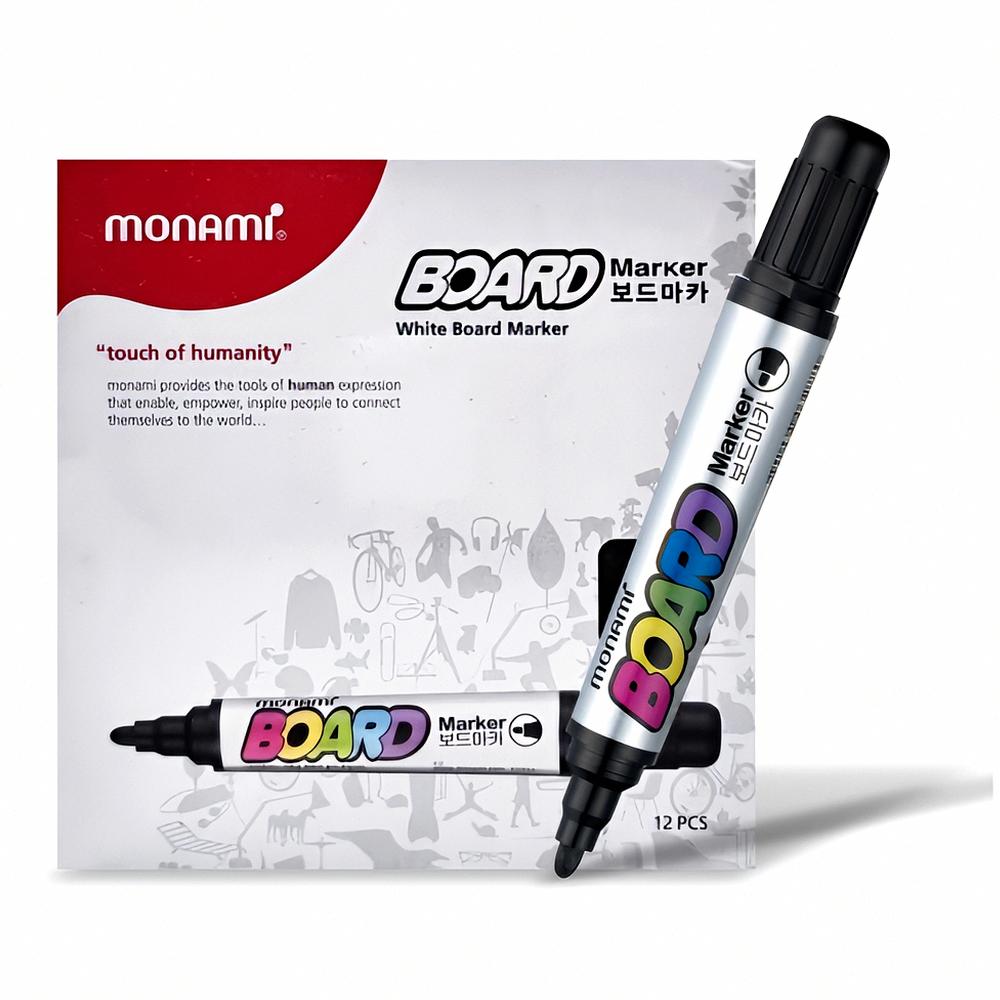 monami®
BOARD Marker
보드마카
White Board Marker
“touch of humanity”
monami provides the tools of human expression
that enable, empower, inspire people to connect
themselves to the world...
monami
BOARD Marker
보드마카
monami
BOARD Marker
보드마카
12 PCS